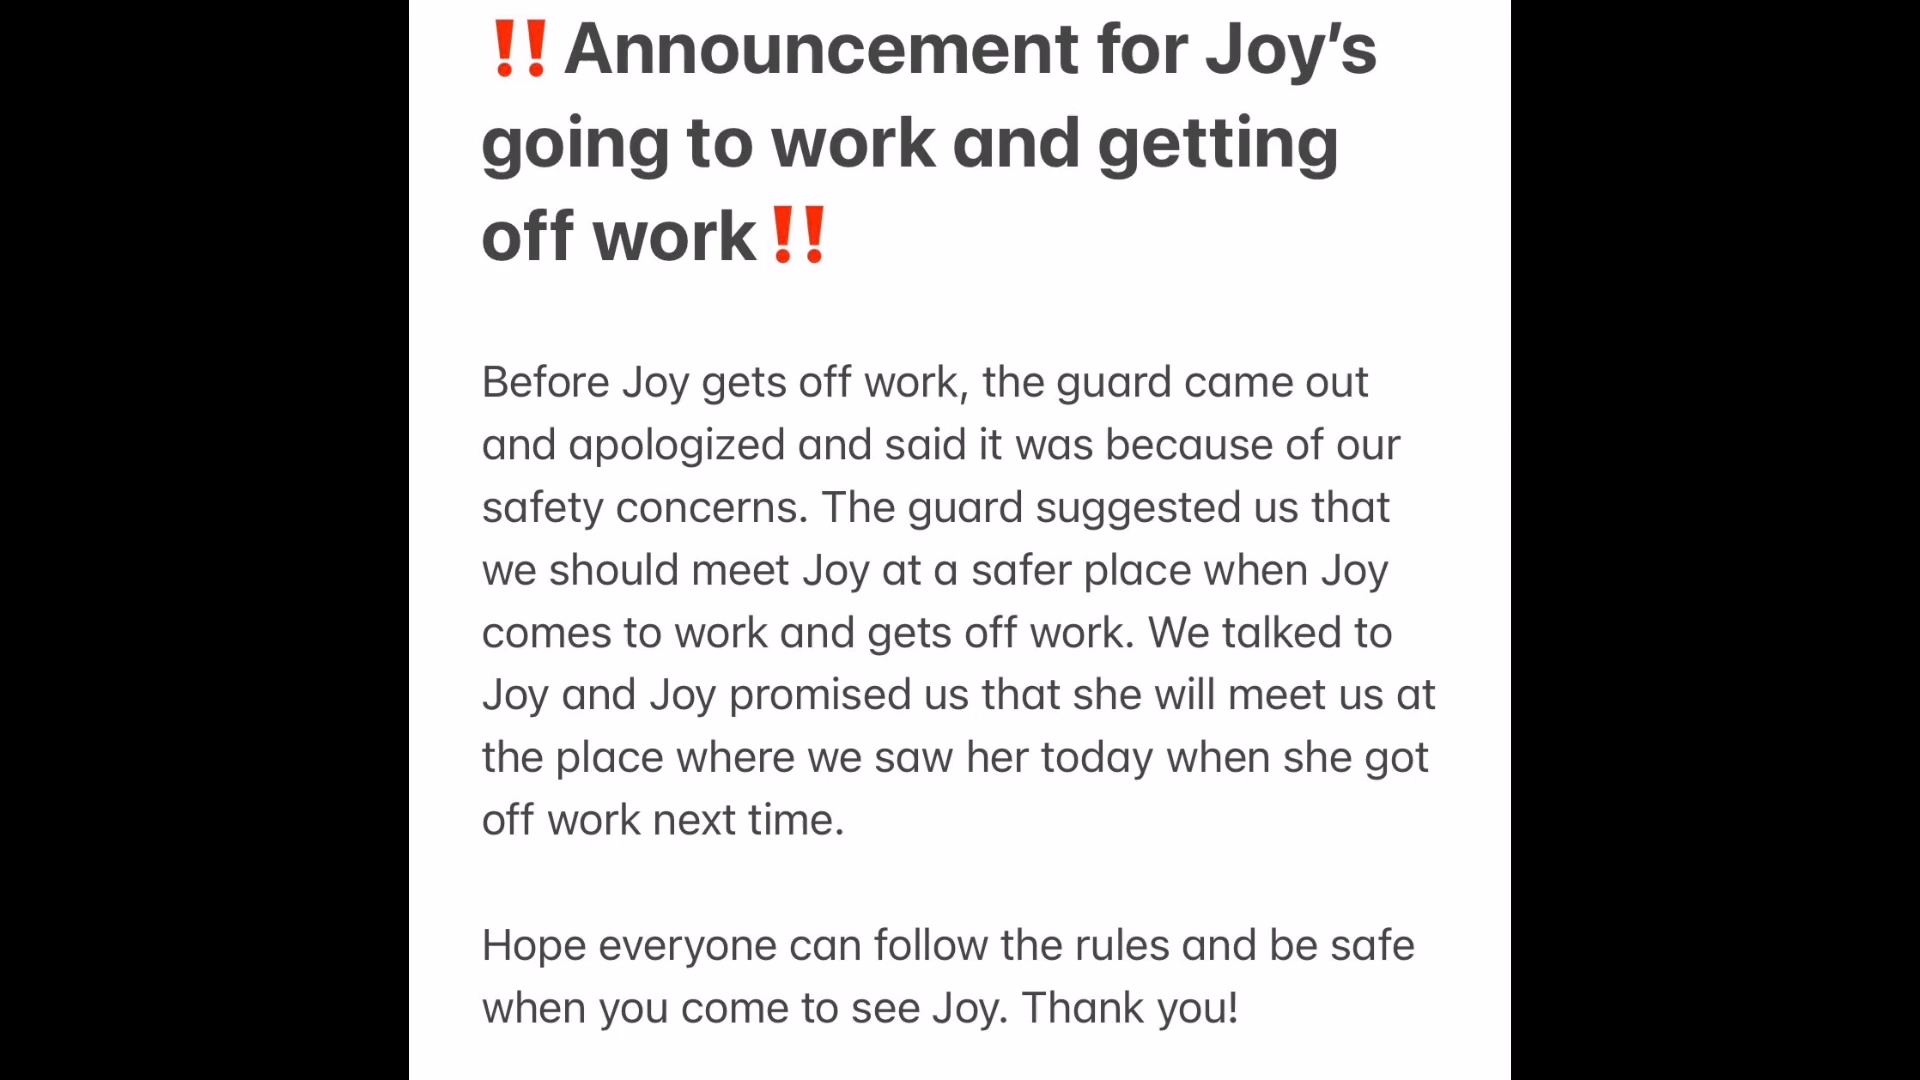 ‼️Announcement for Joy’s
going to work and getting
off work‼️
Before Joy gets off work, the guard came out
and apologized and said it was because of our
safety concerns. The guard suggested us that
we should meet Joy at a safer place when Joy
comes to work and gets off work. We talked to
Joy and Joy promised us that she will meet us at
the place where we saw her today when she got
off work next time.
Hope everyone can follow the rules and be safe
when you come to see Joy. Thank you!